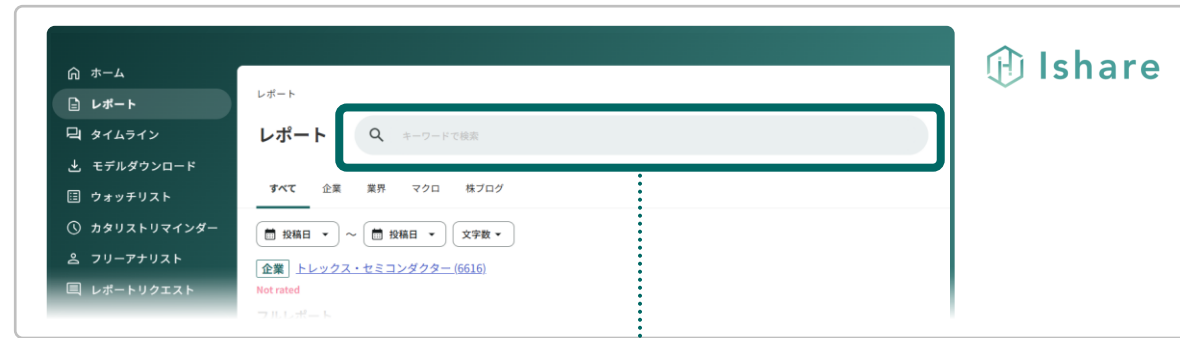 ホーム
レポート
タイムライン
モデルダウンロード
ウォッチリスト
カタリストリマインダー
フリーアナリスト
レポートリクエスト
レポート
レポート
キーワードで検索
すべて 企業 業界 マクロ 株ブログ
投稿日 ～ 投稿日 文字数
企業 トレックス・セミコンダクター (6616)
Not rated
フルレポート
Ishare